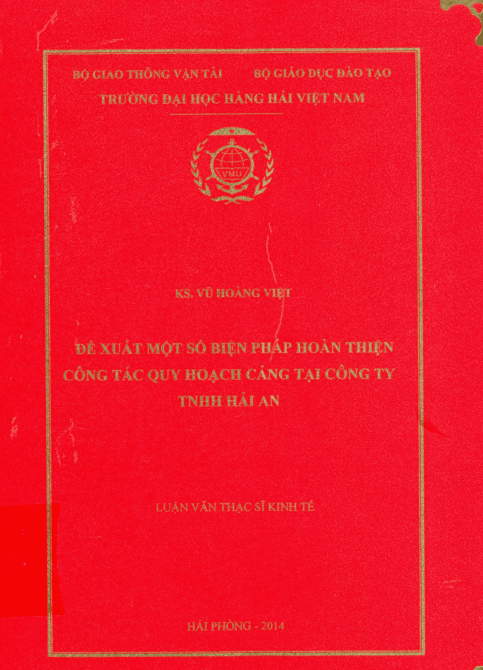 BỘ GIAO THÔNG VẬN TẢI BỘ GIÁO DỤC ĐÀO TẠO
TRƯỜNG ĐẠI HỌC HÀNG HẢI VIỆT NAM
VMU
KS. VŨ HOÀNG VIỆT
ĐỀ XUẤT MỘT SỐ BIỆN PHÁP HOÀN THIỆN
CÔNG TÁC QUY HOẠCH CẢNG TẠI CÔNG TY
TNHH HẢI AN
LUẬN VĂN THẠC SĨ KINH TẾ
HẢI PHÒNG - 2014